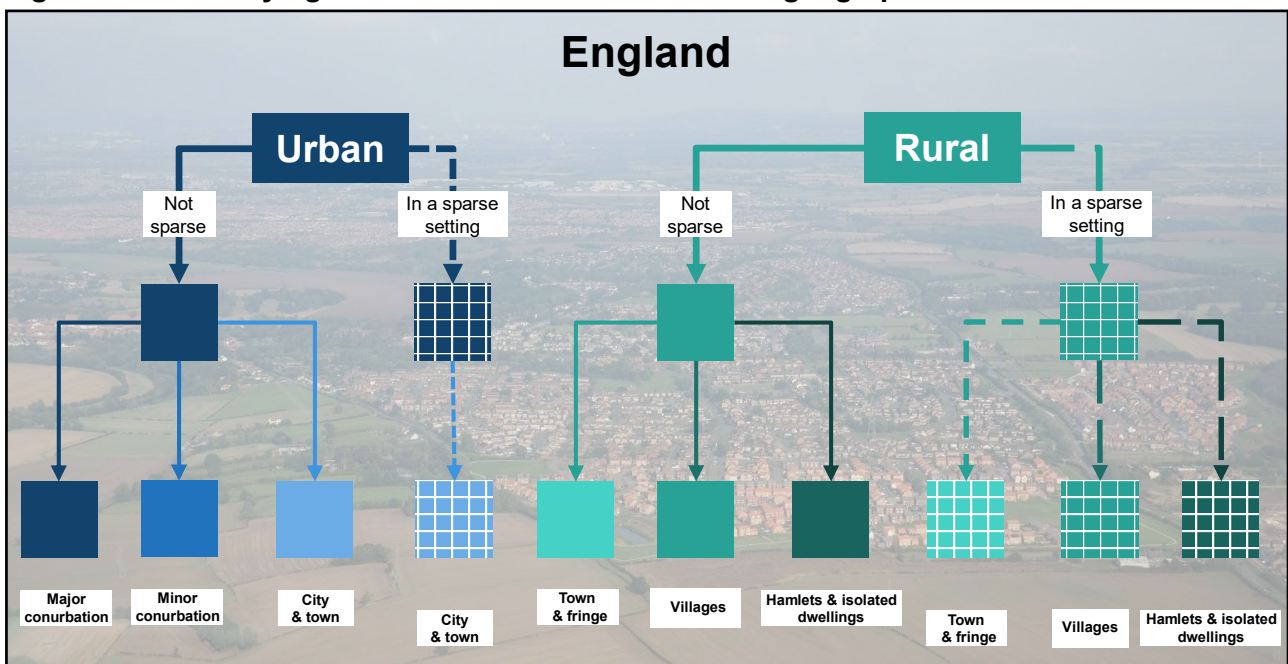 England
Urban
Rural
Not
sparse
In a sparse
setting
Not
sparse
In a sparse
setting
Major
conurbation
Minor
conurbation
City
& town
City
& town
Town
& fringe
Villages
Hamlets & isolated
dwellings
Town
& fringe
Villages
Hamlets & isolated
dwellings